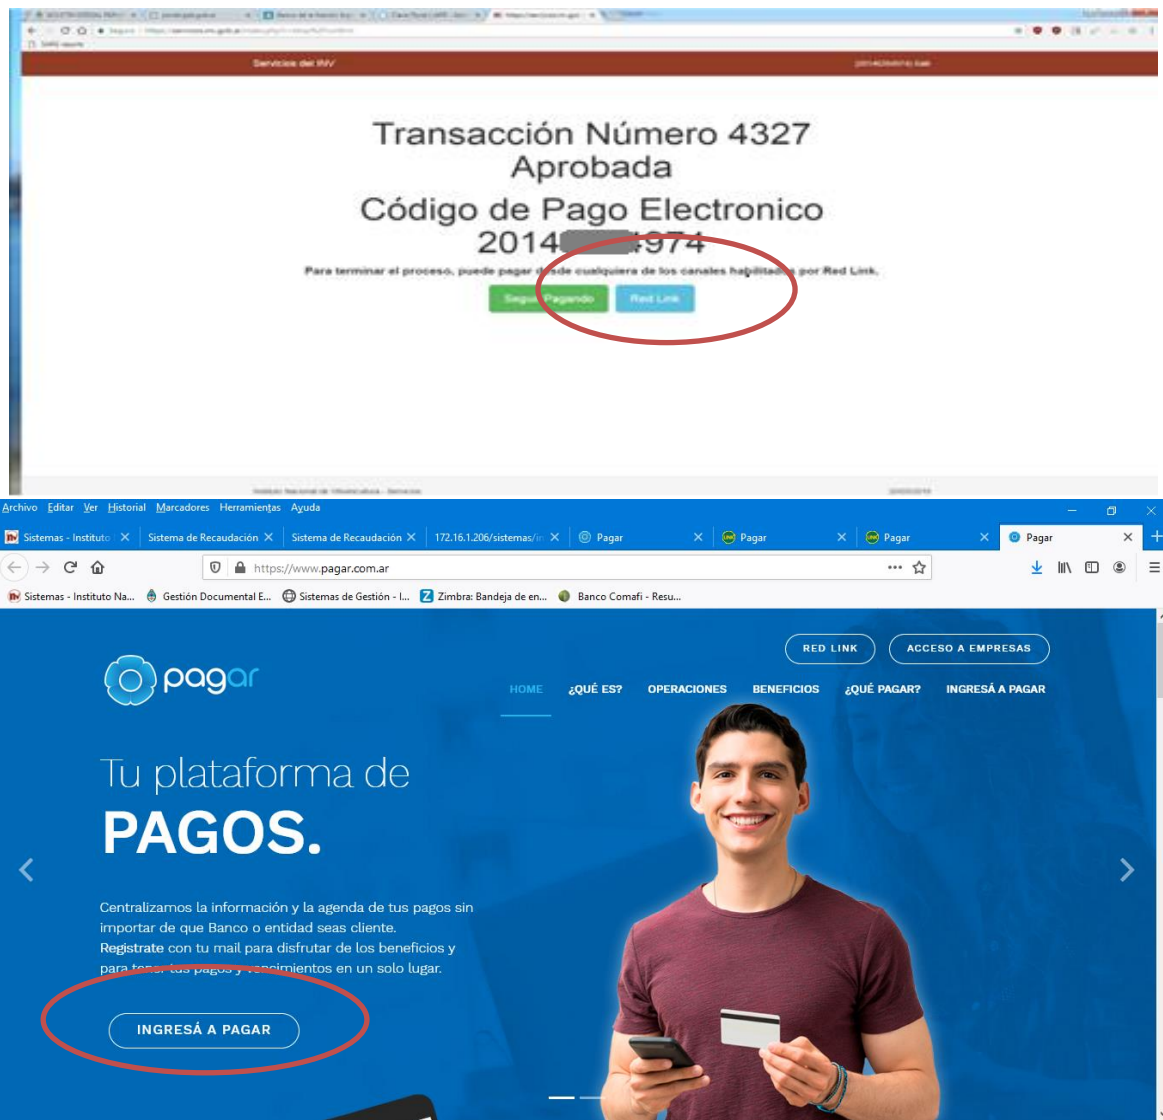 Servicios del INV
Transacción Número 4327
Aprobada
Código de Pago Electronico
2014 4974
Para terminar el proceso, puede pagar desde cualquiera de los canales habilitados por Red Link.
Seguir Pagando Red Link
Archivo Editar Ver Historial Marcadores Herramientas Ayuda
Sistemas - Instituto Sistema de Recaudación Sistema de Recaudación 172.16.1.206/sistemas/in Pagar Pagar Pagar Pagar
https://www.pagar.com.ar
Sistemas - Instituto Na... Gestión Documental E... Sistemas de Gestión - I... Zimbra: Bandeja de en... Banco Comafi - Resu...
RED LINK ACCESO A EMPRESAS
pagar
HOME ¿QUÉ ES? OPERACIONES BENEFICIOS ¿QUÉ PAGAR? INGRESÁ A PAGAR
Tu plataforma de
PAGOS.
Centralizamos la información y la agenda de tus pagos sin
importar de que Banco o entidad seas cliente.
Registrate con tu mail para disfrutar de los beneficios y
para tener tus pagos y vencimientos en un solo lugar.
INGRESÁ A PAGAR